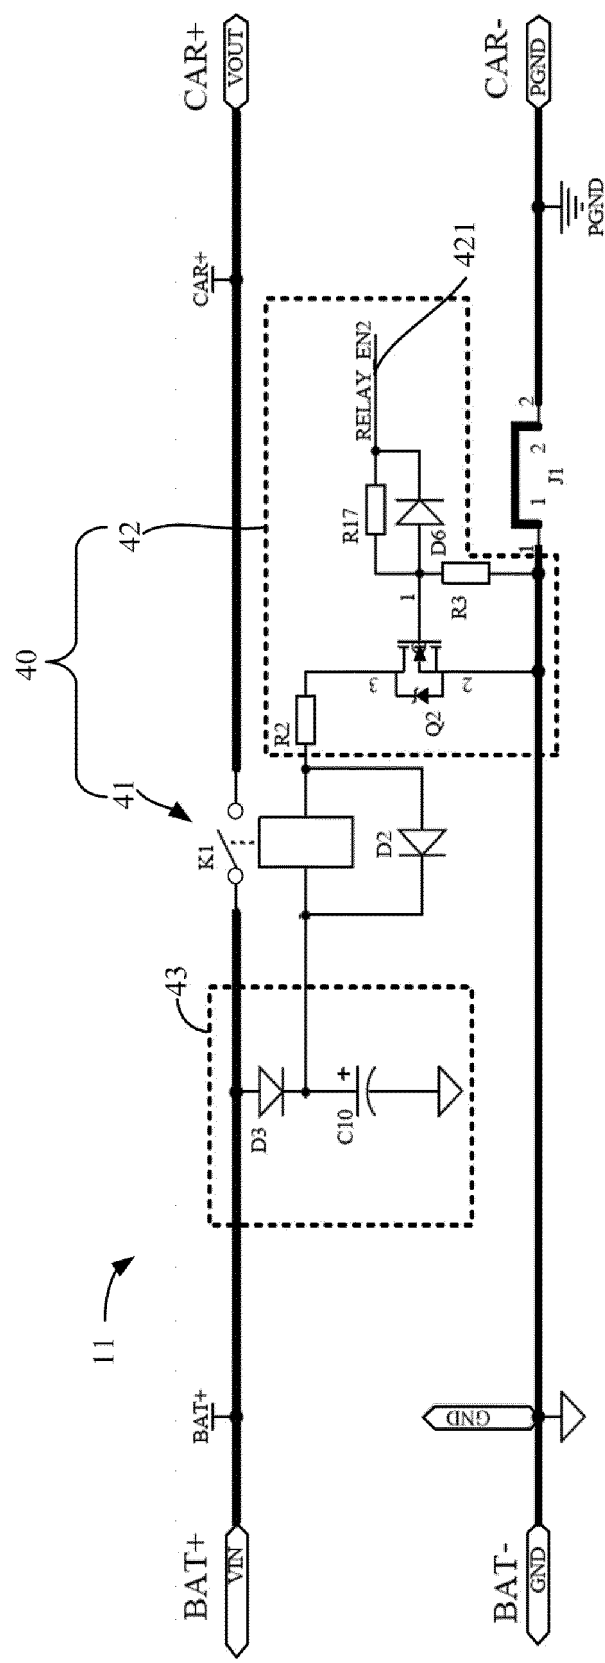 BAT+
VIN
BAT+
11
43
D3
C10
+
40
41
42
K1
D2
R2
Q2
3
2
1
R17
D6
R3
RELAY_EN2
421
CAR+
CAR+
VOUT
BAT-
GND
GND
1
1
2
2
J1
PGND
CAR-
PGND